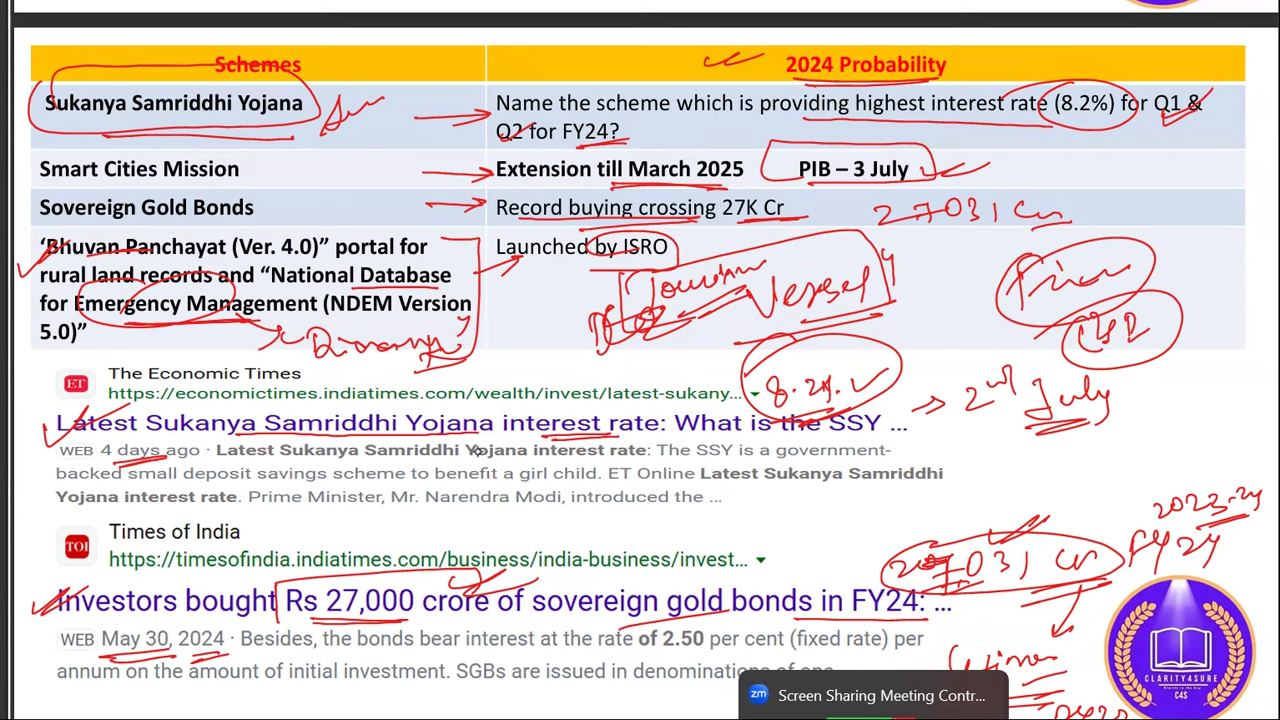 Schemes
2024 Probability
Sukanya Samriddhi Yojana
Name the scheme which is providing highest interest rate (8.2%) for Q1 &
Q2 for FY24?
Smart Cities Mission
Extension till March 2025 PIB – 3 July
Sovereign Gold Bonds
Record buying crossing 27K Cr
27031 Cr
‘Bhuvan Panchayat (Ver. 4.0)” portal for
rural land records and “National Database
for Emergency Management (NDEM Version
5.0)”
Launched by ISRO
Vessel
8.2%
2nd July
ET
The Economic Times
https://economictimes.indiatimes.com/wealth/invest/latest-sukany...
Latest Sukanya Samriddhi Yojana interest rate: What is the SSY ...
WEB 4 days ago · Latest Sukanya Samriddhi Yojana interest rate: The SSY is a government-
backed small deposit savings scheme to benefit a girl child. ET Online Latest Sukanya Samriddhi
Yojana interest rate. Prime Minister, Mr. Narendra Modi, introduced the ...
2023-24
FY24
27031 Cr
TOI
Times of India
https://timesofindia.indiatimes.com/business/india-business/invest...
Investors bought Rs 27,000 crore of sovereign gold bonds in FY24: ...
WEB May 30, 2024 · Besides, the bonds bear interest at the rate of 2.50 per cent (fixed rate) per
annum on the amount of initial investment. SGBs are issued in denominations of one
CLARITY4SURE
C4S
zm Screen Sharing Meeting Contr...